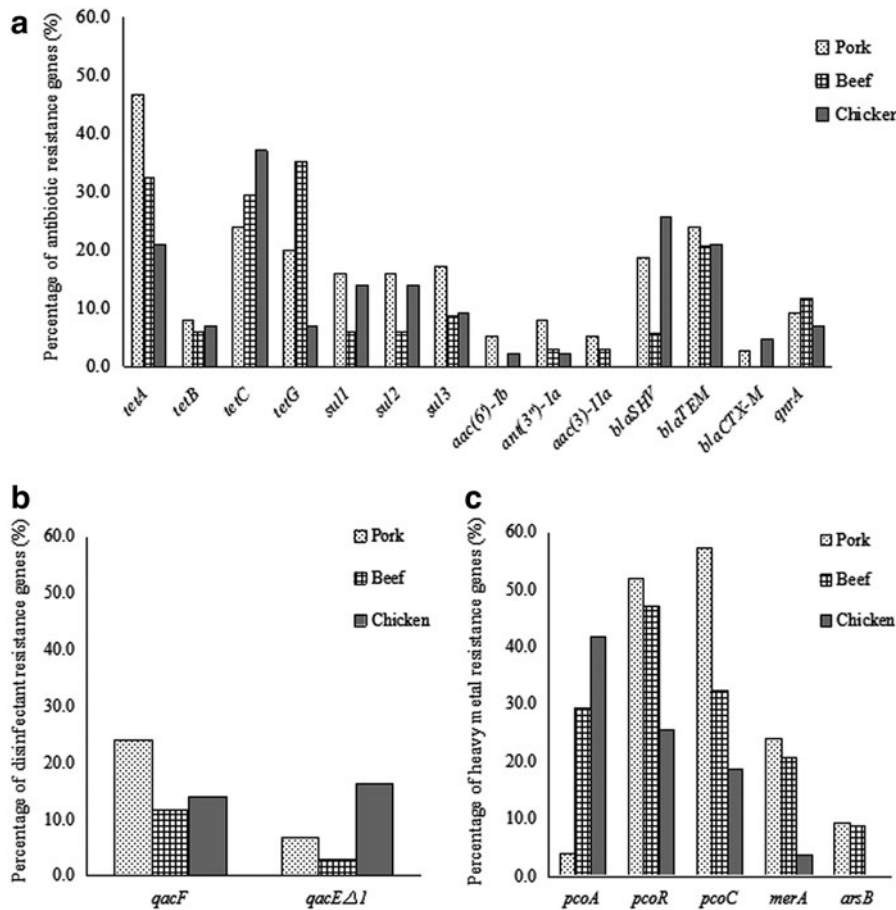 a
Percentage of antibiotic resistance genes (%)
60.0
50.0
40.0
30.0
20.0
10.0
0.0
Pork
Beef
Chicken
tetA
tetB
tetC
tetG
sul1
sul2
sul3
aac(6')-Ib
ant(3")-Ia
aac(3)-IIa
blaSHV
blaTEM
blaCTX-M
qnrA
b
Percentage of disinfectant resistance genes (%)
60.0
50.0
40.0
30.0
20.0
10.0
0.0
Pork
Beef
Chicken
qacF
qacE△1
c
Percentage of heavy metal resistance genes (%)
60.0
50.0
40.0
30.0
20.0
10.0
0.0
Pork
Beef
Chicken
pcoA
pcoR
pcoC
merA
arsB